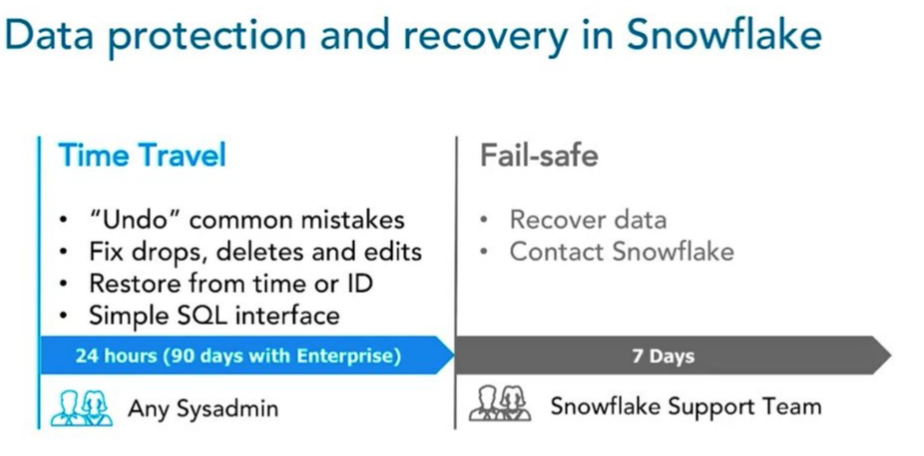 Data protection and recovery in Snowflake
Time Travel
• “Undo” common mistakes
• Fix drops, deletes and edits
• Restore from time or ID
• Simple SQL interface
24 hours (90 days with Enterprise)
Any Sysadmin
Fail-safe
• Recover data
• Contact Snowflake
7 Days
Snowflake Support Team